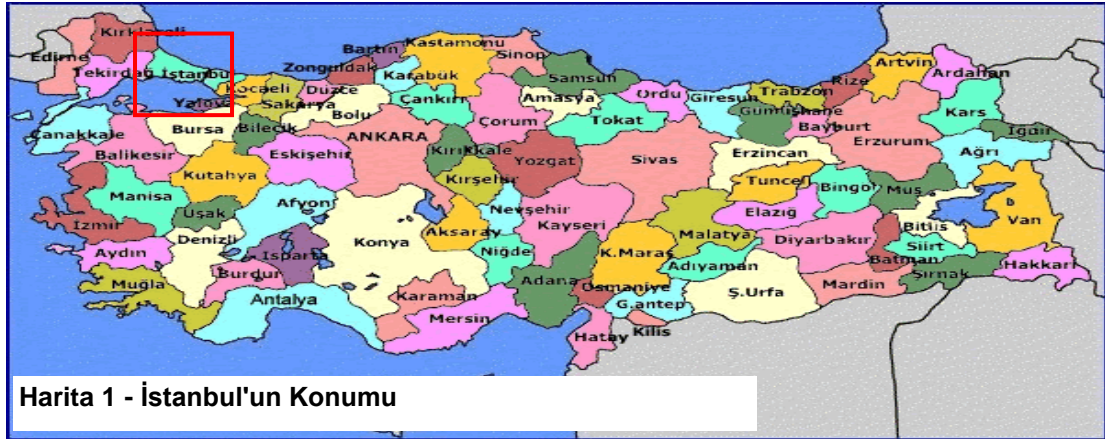 Kırklareli
Edirne
Tekirdağ
İstanbul
Yalova
Kocaeli
Sakarya
Düzce
Zonguldak
Bartın
Karabük
Kastamonu
Sinop
Samsun
Ordu
Giresun
Trabzon
Rize
Artvin
Ardahan
Çanakkale
Bursa
Bilecik
Bolu
Çankırı
Çorum
Amasya
Tokat
Gümüşhane
Bayburt
Kars
Iğdır
Balikesir
Kutahya
Eskişehir
ANKARA
Kırıkkale
Yozgat
Sivas
Erzincan
Erzurum
Ağrı
Manisa
Uşak
Afyon
Kırşehir
Nevşehir
Kayseri
Malatya
Elazığ
Tuncel
Bingöl
Muş
Bitlis
Van
İzmir
Aydın
Denizli
Isparta
Burdur
Konya
Aksaray
Niğde
K.Maraş
Adıyaman
Diyarbakır
Batman
Siirt
Şırnak
Hakkari
Muğla
Antalya
Karaman
Mersin
Adana
Osmaniye
G.antep
Ş.Urfa
Mardin
Hatay
Kilis
Harita 1 - İstanbul'un Konumu